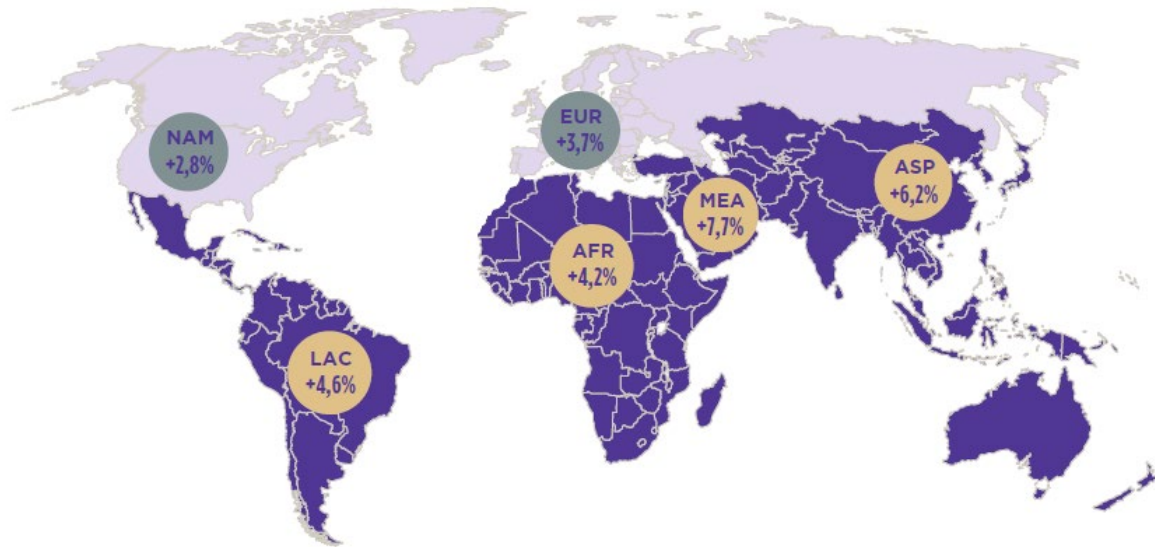 NAM
+2,8%
EUR
+3,7%
ASP
+6,2%
MEA
+7,7%
AFR
+4,2%
LAC
+4,6%